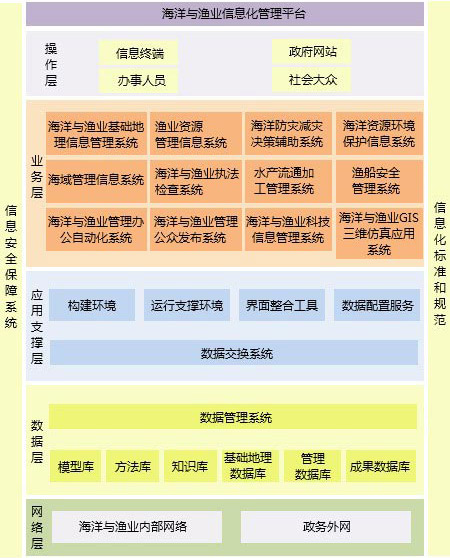 海洋与渔业信息化管理平台
信息安全保障系统
信息化标准和规范
操作层
信息终端
政府网站
办事人员
社会大众
业务层
海洋与渔业基础地
理信息管理系统
渔业资源
管理信息系统
海洋防灾减灾
决策辅助系统
海洋资源环境
保护信息系统
海域管理信息系统
海洋与渔业执法
检查系统
水产流通加
工管理系统
渔船安全
管理系统
海洋与渔业管理办
公自动化系统
海洋与渔业管理
公众发布系统
海洋与渔业科技
信息管理系统
海洋与渔业GIS
三维仿真应用
系统
应用支撑层
构建环境
运行支撑环境
界面整合工具
数据配置服务
数据交换系统
数据层
数据管理系统
模型库
方法库
知识库
基础地理
数据库
管理
数据库
成果数据库
网络层
海洋与渔业内部网络
政务外网